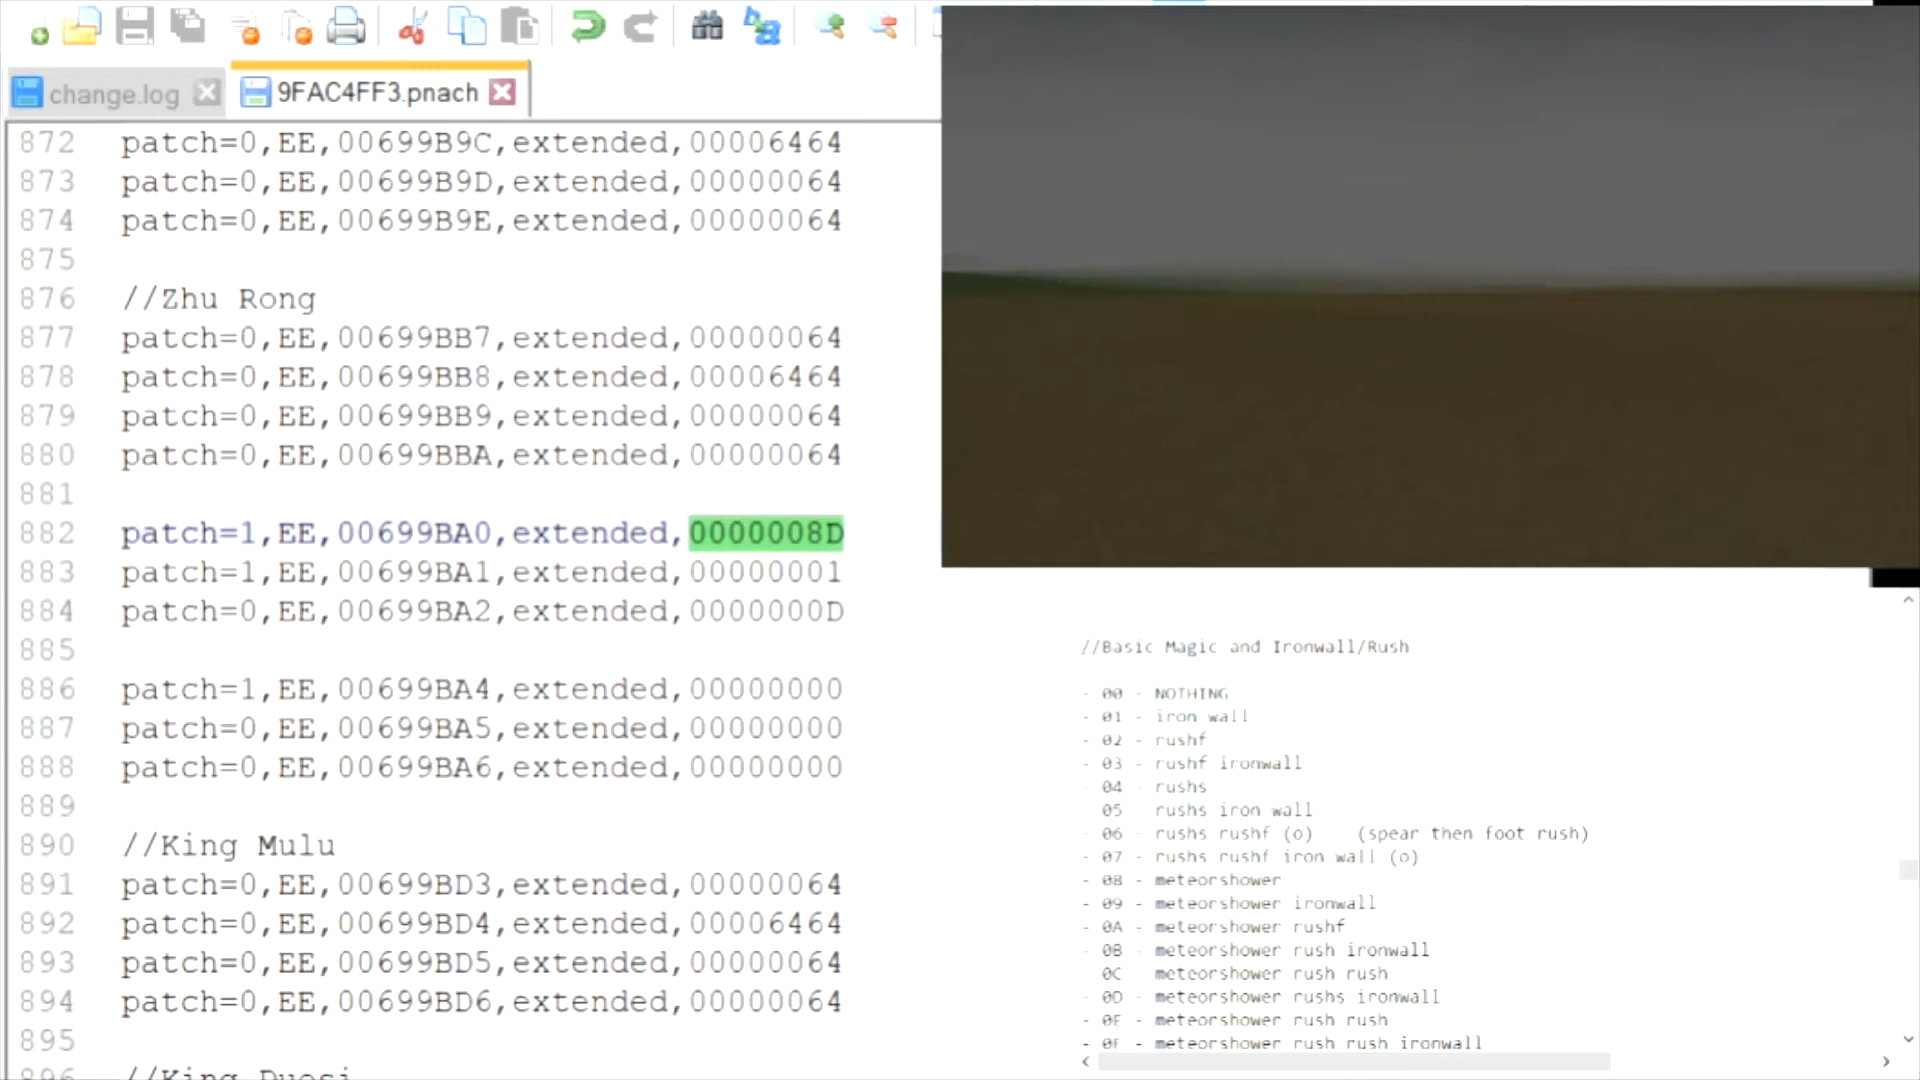 change.log
9FAC4FF3.pnach
872 patch=0,EE,00699B9C,extended,00006464
873 patch=0,EE,00699B9D,extended,00000064
874 patch=0,EE,00699B9E,extended,00000064
875
876 //Zhu Rong
877 patch=0,EE,00699BB7,extended,00000064
878 patch=0,EE,00699BB8,extended,00006464
879 patch=0,EE,00699BB9,extended,00000064
880 patch=0,EE,00699BBA,extended,00000064
881
882 patch=1,EE,00699BA0,extended,0000008D
883 patch=1,EE,00699BA1,extended,00000001
884 patch=0,EE,00699BA2,extended,0000000D
885
886 patch=1,EE,00699BA4,extended,00000000
887 patch=0,EE,00699BA5,extended,00000000
888 patch=0,EE,00699BA6,extended,00000000
889
890 //King Mulu
891 patch=0,EE,00699BD3,extended,00000064
892 patch=0,EE,00699BD4,extended,00006464
893 patch=0,EE,00699BD5,extended,00000064
894 patch=0,EE,00699BD6,extended,00000064
895
896 //King Duosi
//Basic Magic and Ironwall/Rush
- 00 - NOTHING
- 01 - iron wall
- 02 - rushf
- 03 - rushf ironwall
04 - rushs
05 rushs iron wall
- 06 - rushs rushf (o) (spear then foot rush)
- 07 - rushs rushf iron wall (o)
- 08 - meteorshower
- 09 - meteorshower ironwall
- 0A - meteorshower rushf
- 0B - meteorshower rush ironwall
0C meteorshower rush rush
- 0D - meteorshower rushs ironwall
- 0E - meteorshower rush rush
- 0F - meteorshower rush rush ironwall